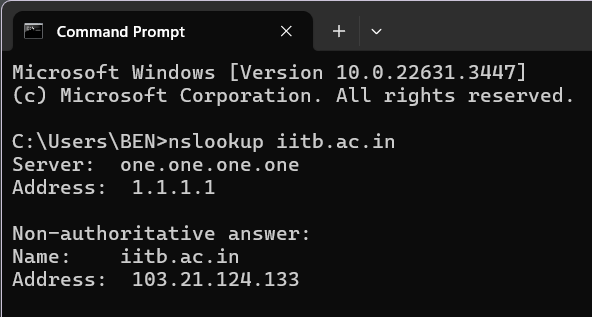 Command Prompt
Microsoft Windows [Version 10.0.22631.3447]
(c) Microsoft Corporation. All rights reserved.
C:\Users\BEN>nslookup iitb.ac.in
Server:  one.one.one.one
Address:  1.1.1.1
Non-authoritative answer:
Name:    iitb.ac.in
Address:  103.21.124.133